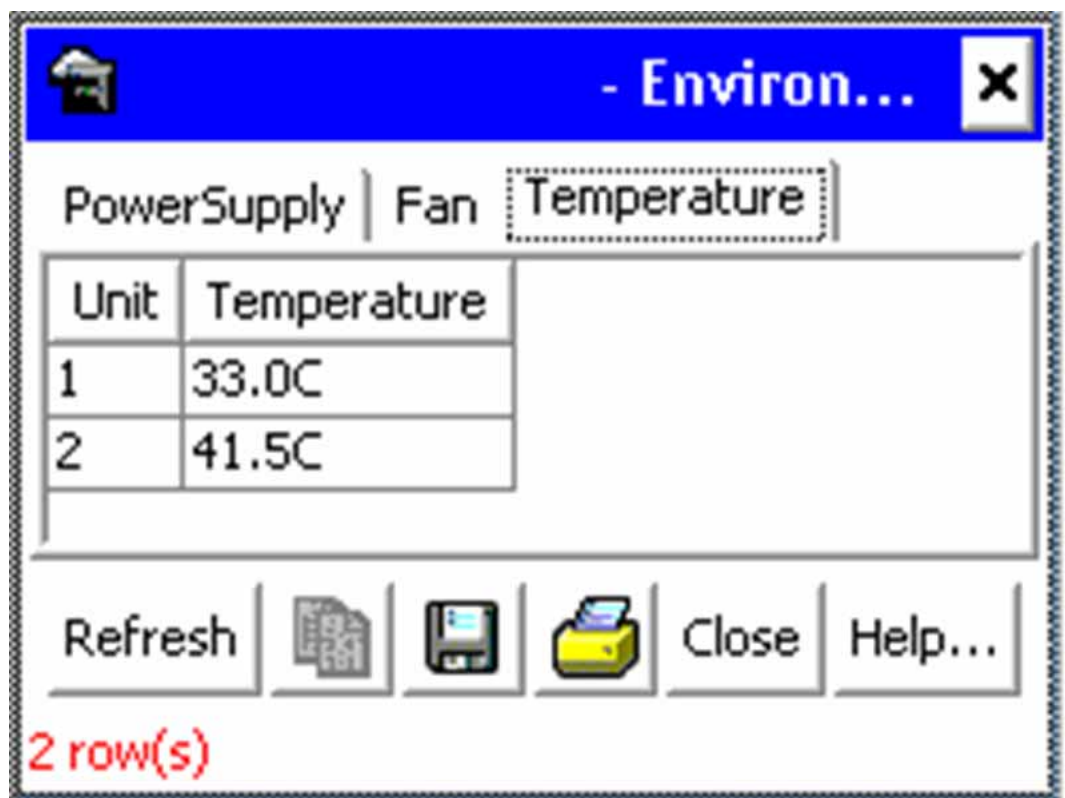 - Environ...
PowerSupply Fan Temperature
Unit Temperature
1 33.0C
2 41.5C
Refresh Close Help...
2 row(s)